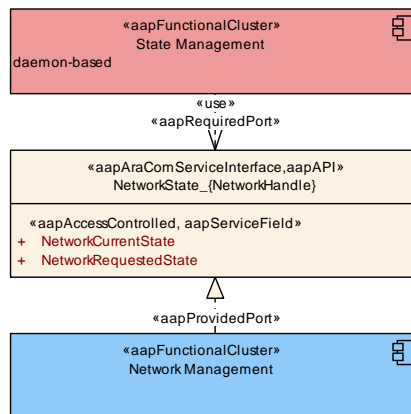 «aapFunctionalCluster»
State Management
daemon-based
«use»
«aapRequiredPort»
«aapAraComServiceInterface,aapAPI»
NetworkState_{NetworkHandle}
«aapAccessControlled, aapServiceField»
+ NetworkCurrentState
+ NetworkRequestedState
«aapProvidedPort»
«aapFunctionalCluster»
Network Management